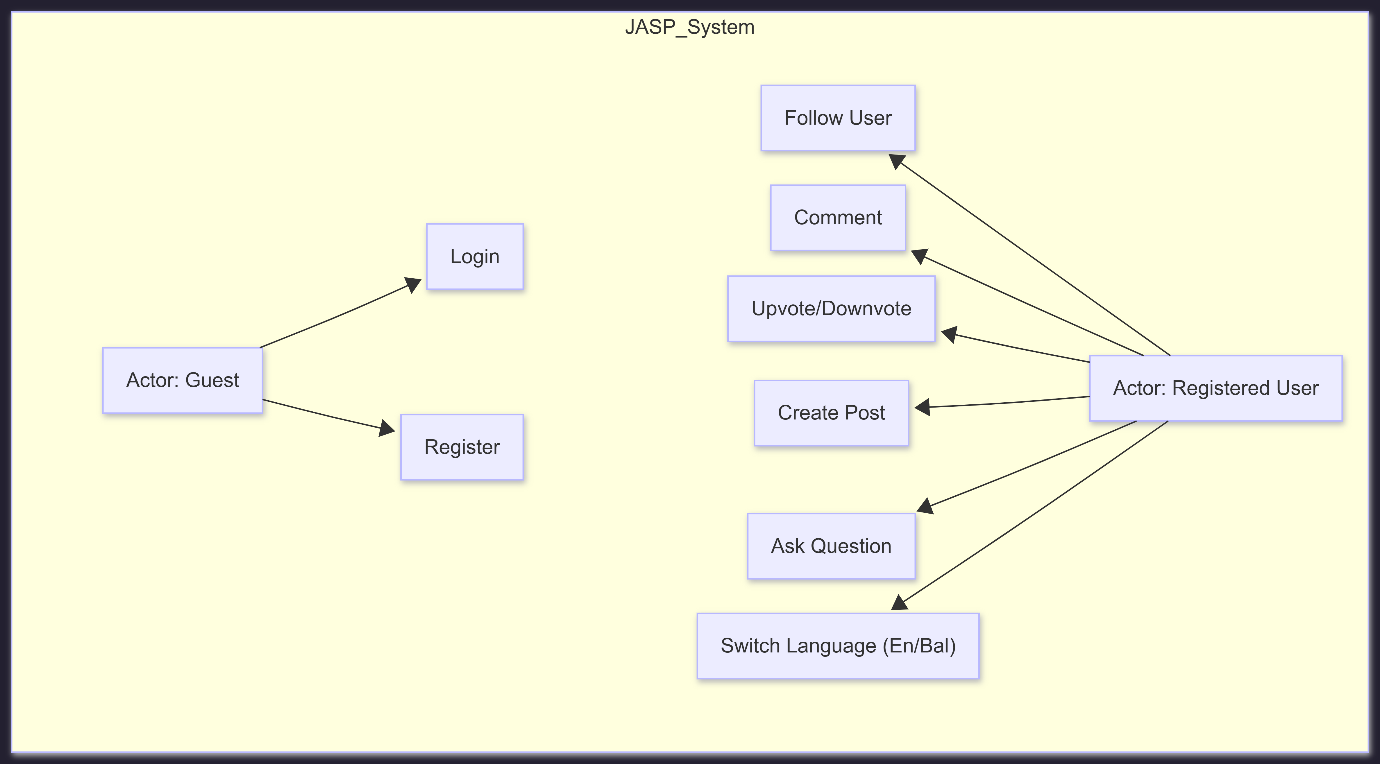 JASP_System
Follow User
Comment
Login
Upvote/Downvote
Actor: Guest
Actor: Registered User
Create Post
Register
Ask Question
Switch Language (En/Bal)